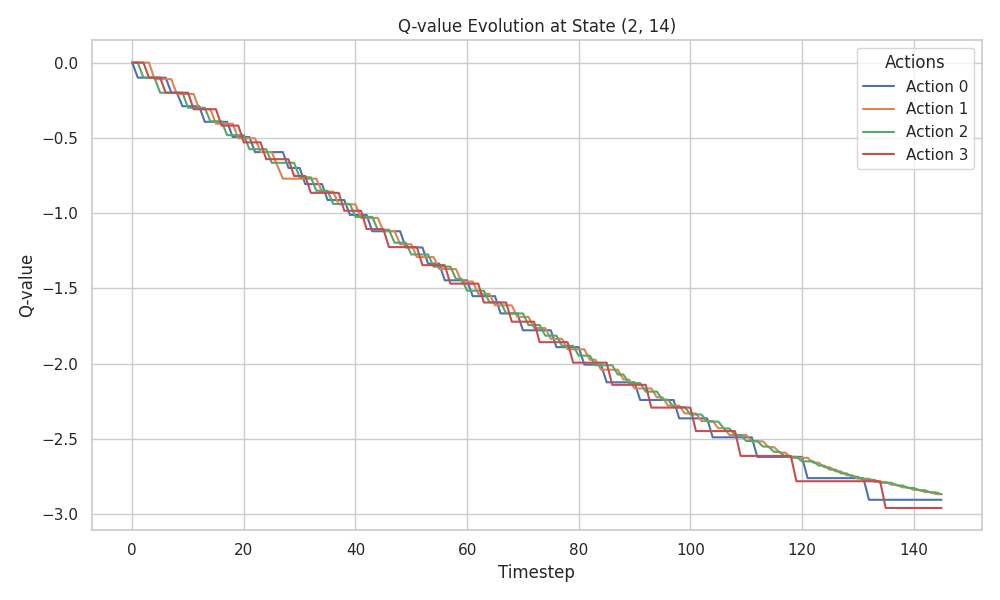 Q-value Evolution at State (2, 14)
Actions
Action 0
Action 1
Action 2
Action 3
Q-value
0.0
−0.5
−1.0
−1.5
−2.0
−2.5
−3.0
0 20 40 60 80 100 120 140
Timestep